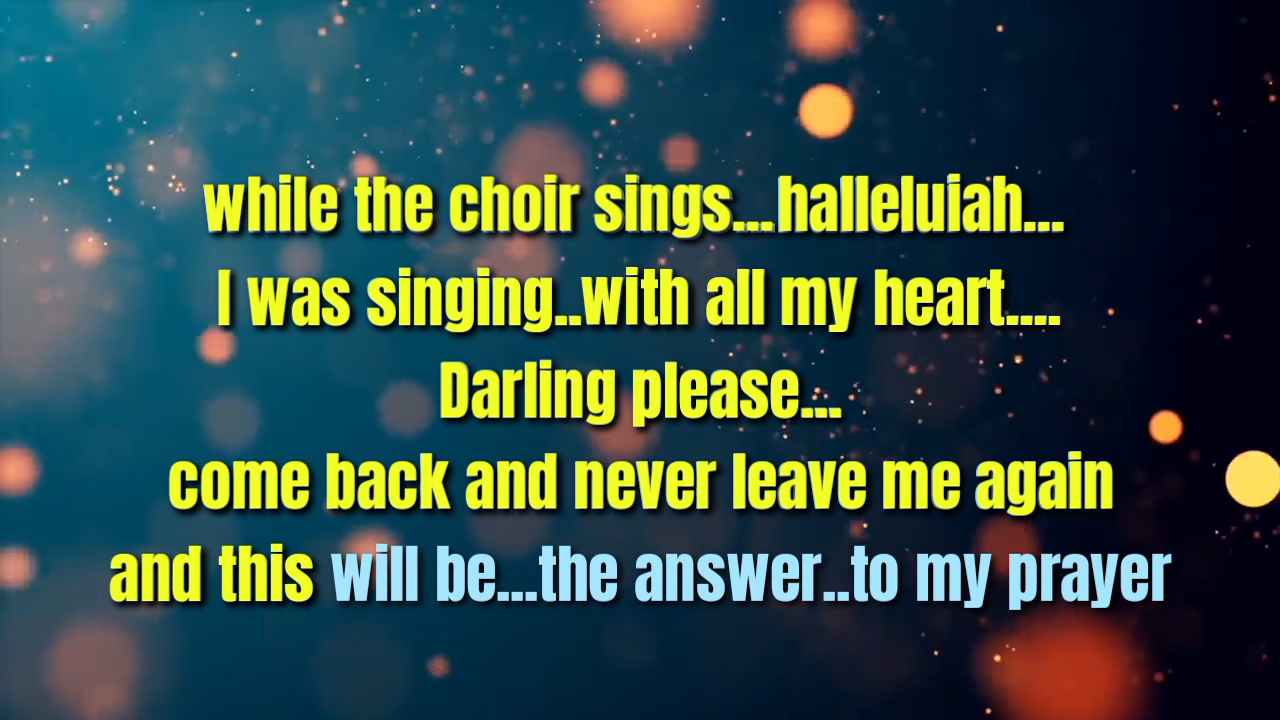 while the choir sings...halleluiah...
I was singing..with all my heart....
Darling please...
come back and never leave me again
and this will be...the answer..to my prayer